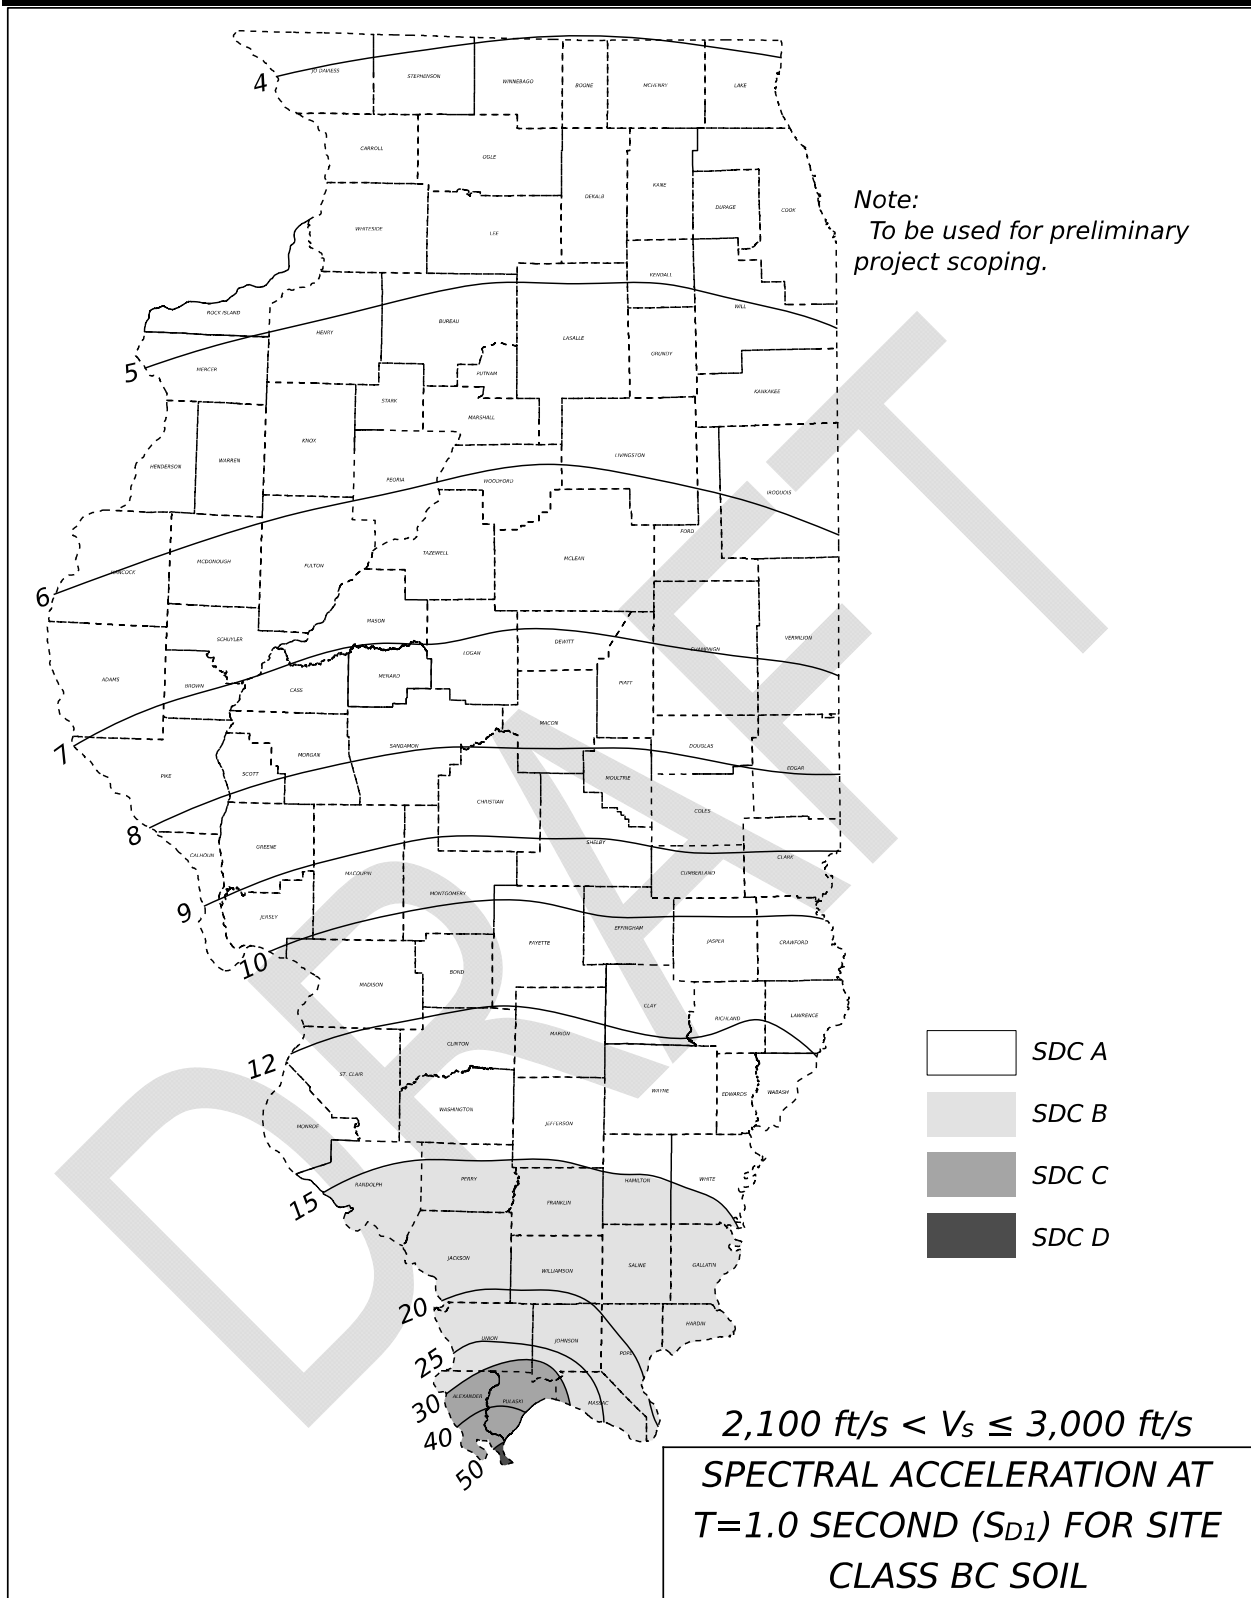 4
JO DAVIESS
STEPHENSON
WINNEBAGO
BOONE
MCHENRY
LAKE
CARROLL
OGLE
DEKALB
KANE
DUPAGE
COOK
WHITESIDE
LEE
Note:
To be used for preliminary
project scoping.
KENDALL
ROCK ISLAND
HENRY
BUREAU
LASALLE
WILL
GRUNDY
5
MERCER
PUTNAM
STARK
KANKAKEE
MARSHALL
HENDERSON
WARREN
KNOX
PEORIA
WOODFORD
LIVINGSTON
IROQUOIS
FORD
6
HANCOCK
MCDONOUGH
FULTON
TAZEWELL
MCLEAN
MASON
SCHUYLER
LOGAN
DEWITT
CHAMPAIGN
VERMILION
ADAMS
BROWN
CASS
MENARD
PIATT
MACON
7
PIKE
SCOTT
MORGAN
SANGAMON
DOUGLAS
EDGAR
MOULTRIE
CHRISTIAN
COLES
8
CALHOUN
GREENE
SHELBY
CLARK
MACOUPIN
MONTGOMERY
CUMBERLAND
9
JERSEY
FAYETTE
EFFINGHAM
JASPER
CRAWFORD
10
MADISON
BOND
CLAY
RICHLAND
LAWRENCE
MARION
CLINTON
12
ST. CLAIR
WASHINGTON
WAYNE
EDWARDS
WABASH
MONROE
JEFFERSON
15
RANDOLPH
PERRY
FRANKLIN
HAMILTON
WHITE
JACKSON
WILLIAMSON
SALINE
GALLATIN
20
UNION
JOHNSON
POPE
HARDIN
25
30
ALEXANDER
PULASKI
MASSAC
40
50
DRAFT
SDC A
SDC B
SDC C
SDC D
2,100 ft/s < Vs ≤ 3,000 ft/s
SPECTRAL ACCELERATION AT
T=1.0 SECOND (SD1) FOR SITE
CLASS BC SOIL